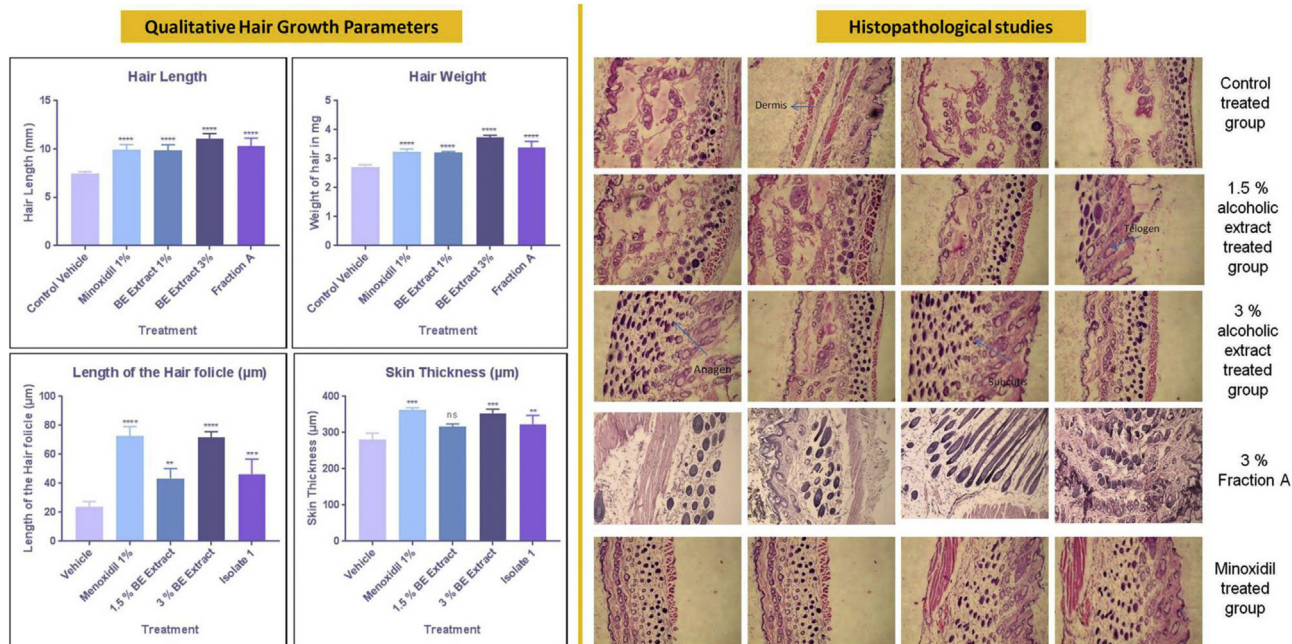 Qualitative Hair Growth Parameters
Hair Length
Hair Length (mm)
15
10
5
0
****
****
****
****
Control Vehicle
Minoxidil 1%
BE Extract 1%
BE Extract 3%
Fraction A
Treatment
Hair Weight
Weight of hair in mg
5
4
3
2
1
0
****
****
****
****
Control Vehicle
Minoxidil 1%
BE Extract 1%
BE Extract 3%
Fraction A
Treatment
Length of the Hair follicle (µm)
Length of the Hair folicle (µm)
100
80
60
40
20
0
****
**
****
***
Vehicle
Menoxidil 1%
1.5 % BE Extract
3 % BE Extract
Isolate 1
Treatment
Skin Thickness (µm)
Skin Thickness (µm)
400
300
200
100
0
***
ns
***
**
Vehicle
Menoxidil 1%
1.5 % BE Extract
3 % BE Extract
Isolate 1
Treatment
Histopathological studies
Dermis
Control
treated
group
Telogen
1.5 %
alcoholic
extract
treated
group
Anagen
Subcutis
3 %
alcoholic
extract
treated
group
3 %
Fraction A
Minoxidil
treated
group